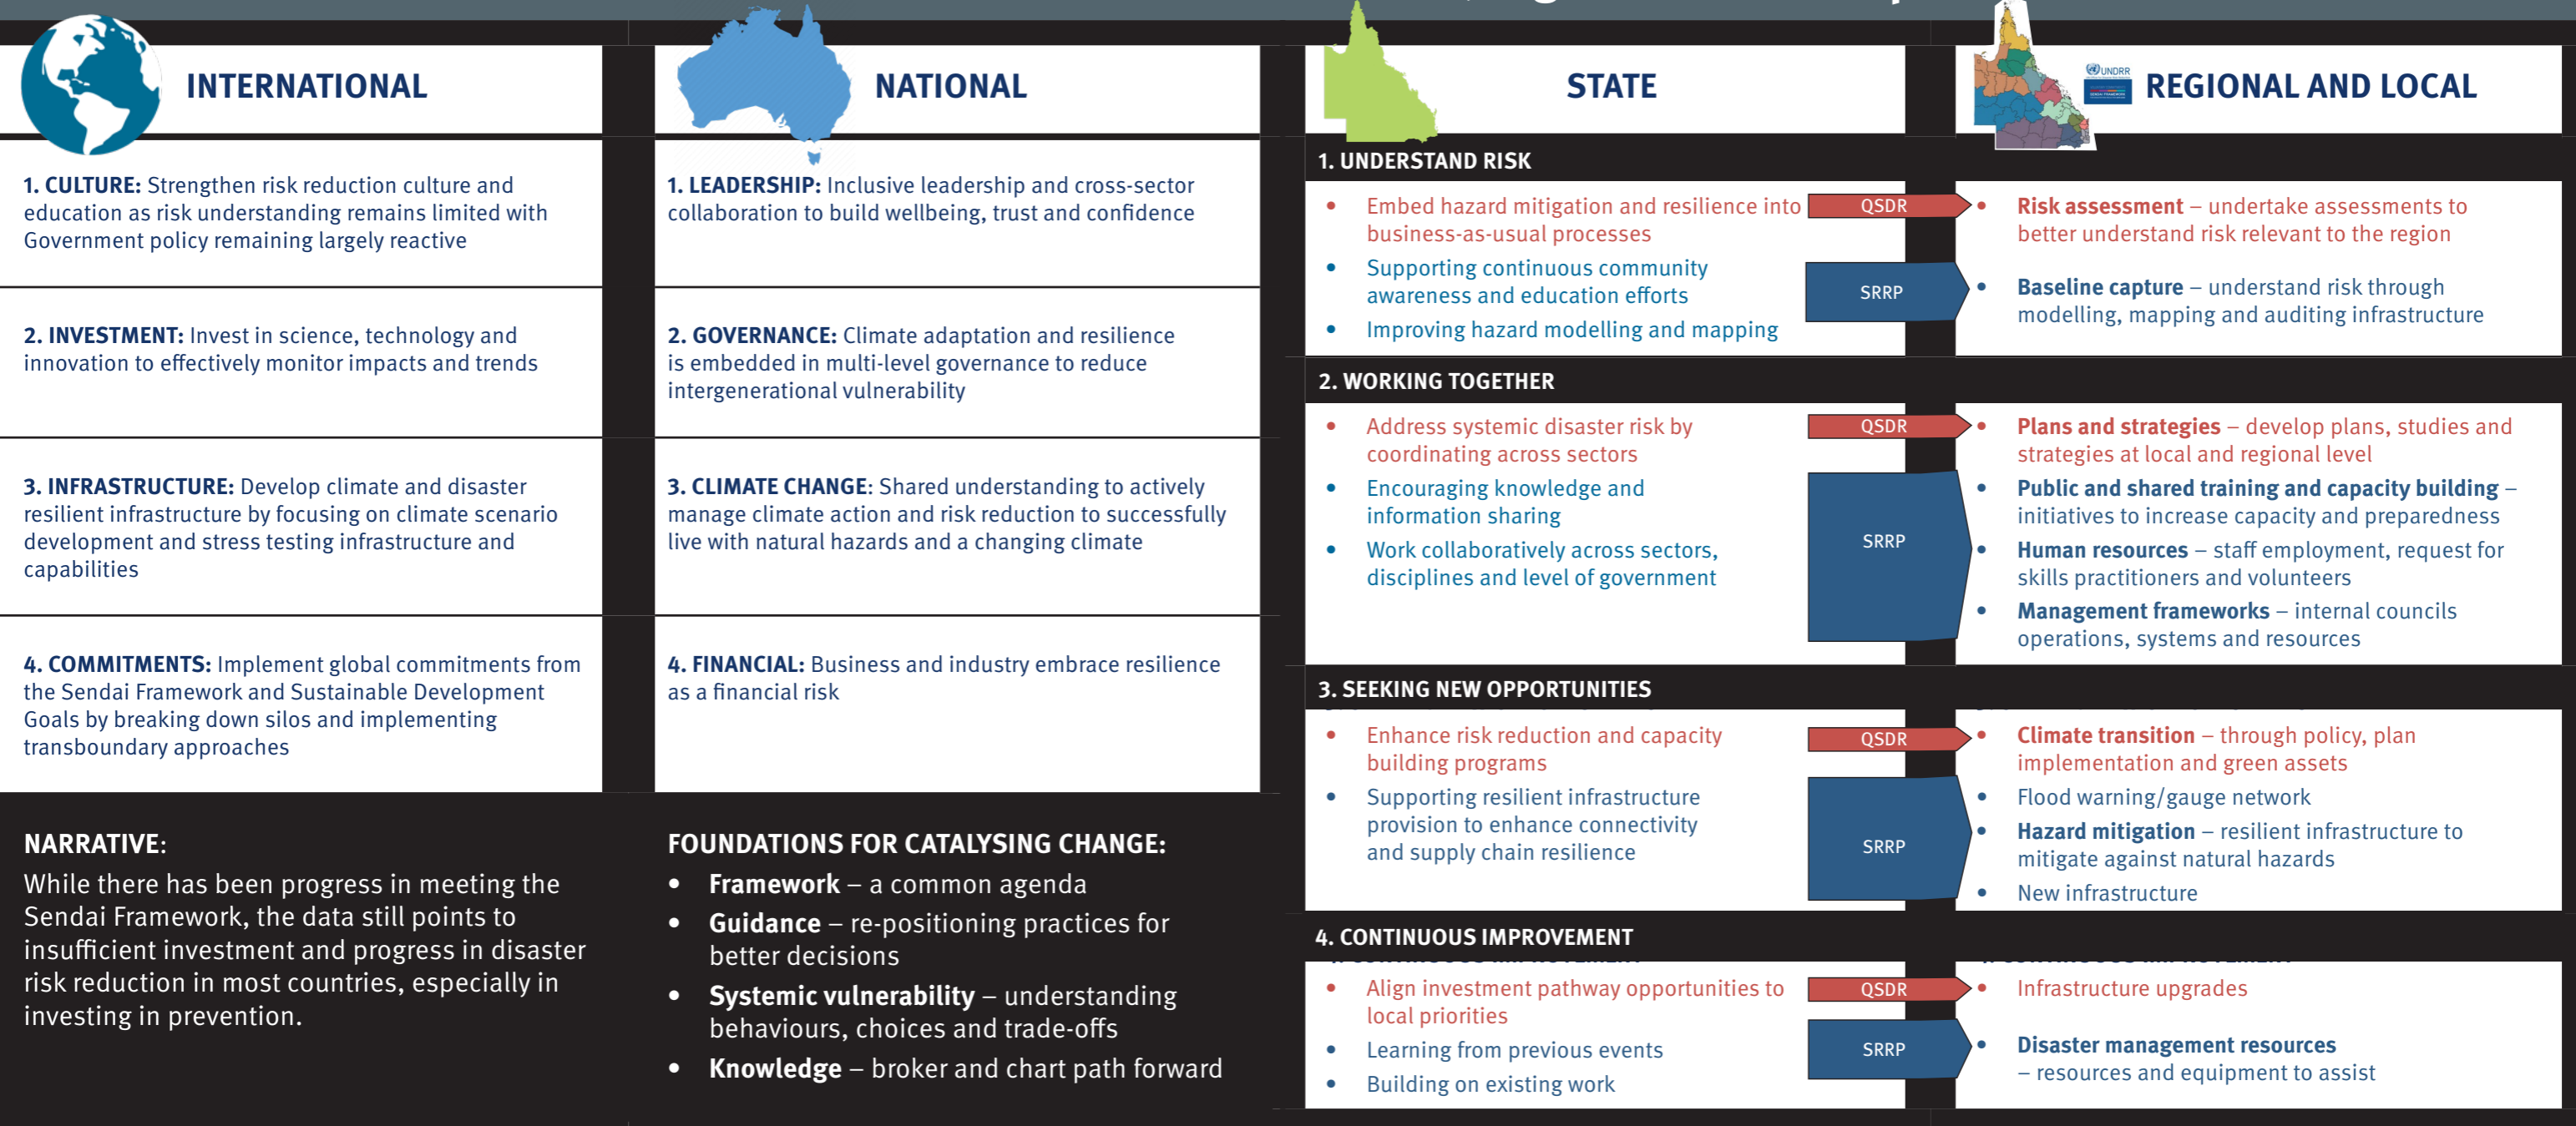 INTERNATIONAL
1. CULTURE: Strengthen risk reduction culture and
education as risk understanding remains limited with
Government policy remaining largely reactive
2. INVESTMENT: Invest in science, technology and
innovation to effectively monitor impacts and trends
3. INFRASTRUCTURE: Develop climate and disaster
resilient infrastructure by focusing on climate scenario
development and stress testing infrastructure and
capabilities
4. COMMITMENTS: Implement global commitments from
the Sendai Framework and Sustainable Development
Goals by breaking down silos and implementing
transboundary approaches
NARRATIVE:
While there has been progress in meeting the
Sendai Framework, the data still points to
insufficient investment and progress in disaster
risk reduction in most countries, especially in
investing in prevention.
NATIONAL
1. LEADERSHIP: Inclusive leadership and cross-sector
collaboration to build wellbeing, trust and confidence
2. GOVERNANCE: Climate adaptation and resilience
is embedded in multi-level governance to reduce
intergenerational vulnerability
3. CLIMATE CHANGE: Shared understanding to actively
manage climate action and risk reduction to successfully
live with natural hazards and a changing climate
4. FINANCIAL: Business and industry embrace resilience
as a financial risk
FOUNDATIONS FOR CATALYSING CHANGE:
• Framework – a common agenda
• Guidance – re-positioning practices for
better decisions
• Systemic vulnerability – understanding
behaviours, choices and trade-offs
• Knowledge – broker and chart path forward
STATE
UNDRR
REGIONAL AND LOCAL
1. UNDERSTAND RISK
• Embed hazard mitigation and resilience into
business-as-usual processes
• Supporting continuous community
awareness and education efforts
• Improving hazard modelling and mapping
QSDR
SRRP
• Risk assessment – undertake assessments to
better understand risk relevant to the region
• Baseline capture – understand risk through
modelling, mapping and auditing infrastructure
2. WORKING TOGETHER
• Address systemic disaster risk by
coordinating across sectors
• Encouraging knowledge and
information sharing
• Work collaboratively across sectors,
disciplines and level of government
QSDR
SRRP
• Plans and strategies – develop plans, studies and
strategies at local and regional level
• Public and shared training and capacity building –
initiatives to increase capacity and preparedness
• Human resources – staff employment, request for
skills practitioners and volunteers
• Management frameworks – internal councils
operations, systems and resources
3. SEEKING NEW OPPORTUNITIES
• Enhance risk reduction and capacity
building programs
• Supporting resilient infrastructure
provision to enhance connectivity
and supply chain resilience
QSDR
SRRP
• Climate transition – through policy, plan
implementation and green assets
• Flood warning/gauge network
• Hazard mitigation – resilient infrastructure to
mitigate against natural hazards
• New infrastructure
4. CONTINUOUS IMPROVEMENT
• Align investment pathway opportunities to
local priorities
• Learning from previous events
• Building on existing work
QSDR
SRRP
• Infrastructure upgrades
• Disaster management resources
– resources and equipment to assist